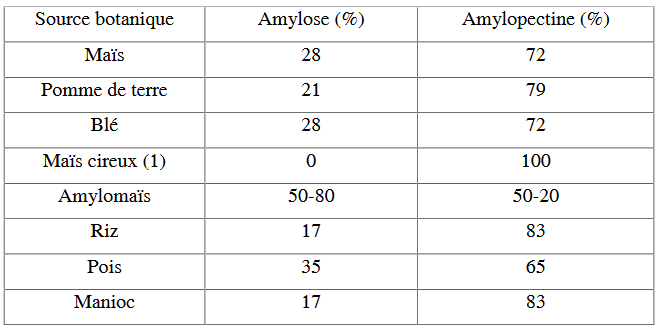 Source botanique Amylose (%) Amylopectine (%)
Maïs 28 72
Pomme de terre 21 79
Blé 28 72
Maïs cireux (1) 0 100
Amylomaïs 50-80 50-20
Riz 17 83
Pois 35 65
Manioc 17 83